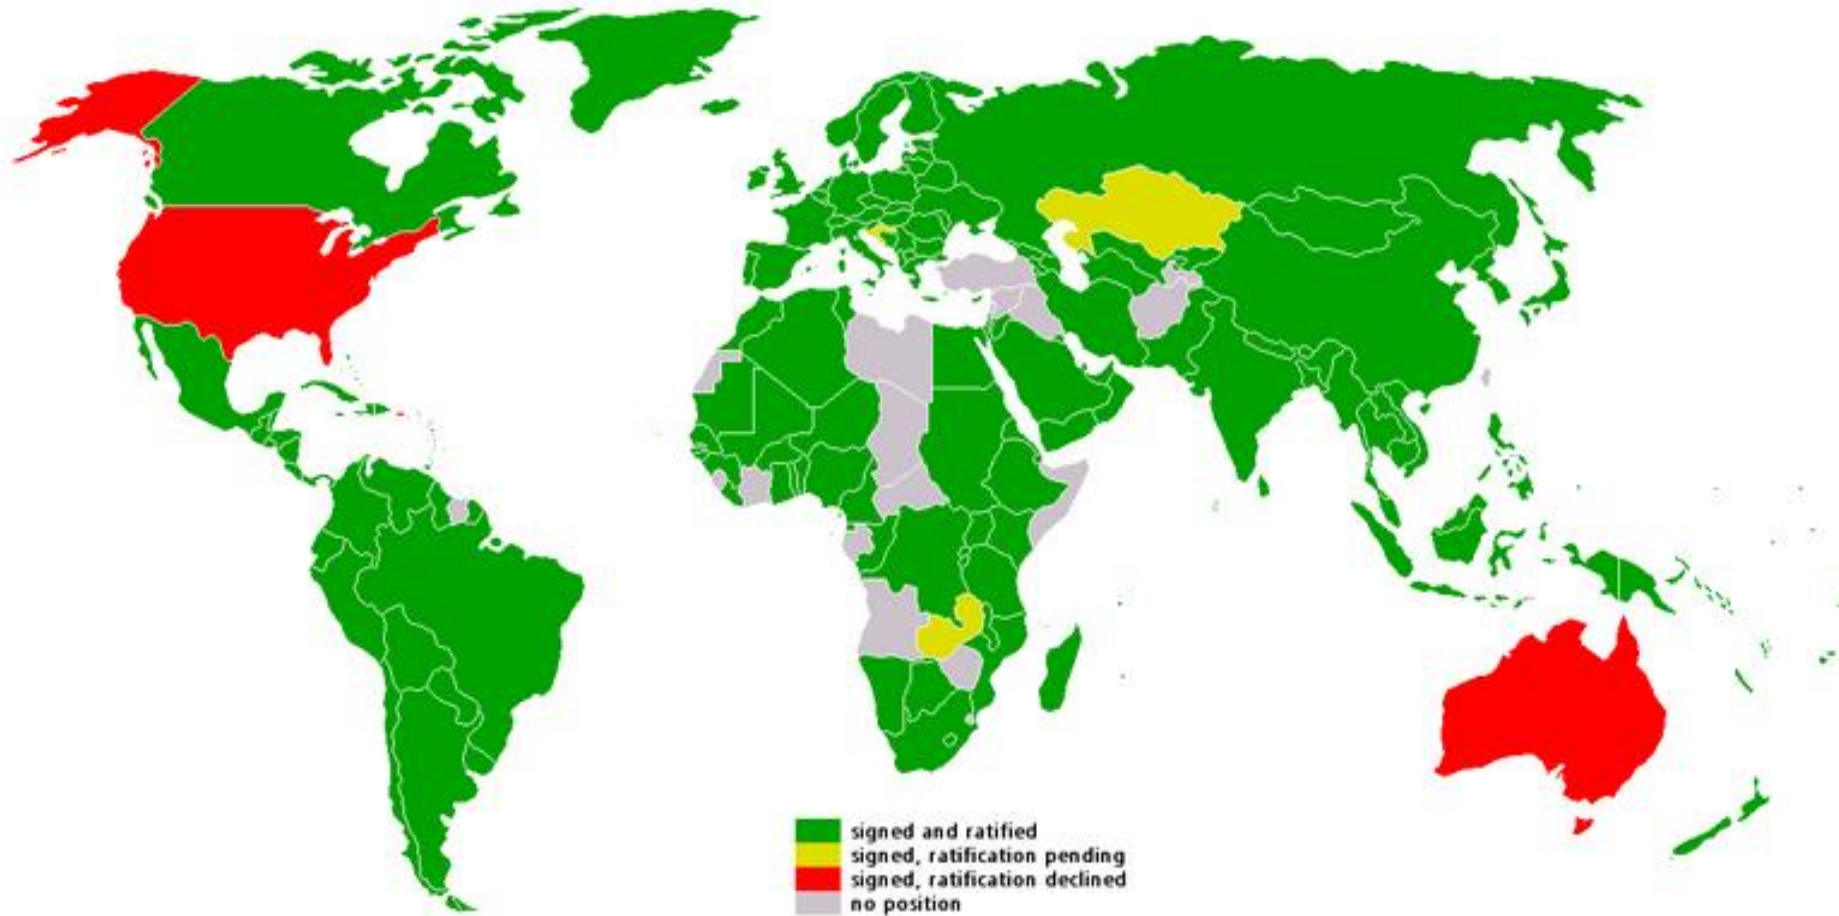 signed and ratified
signed, ratification pending
signed, ratification declined
no position